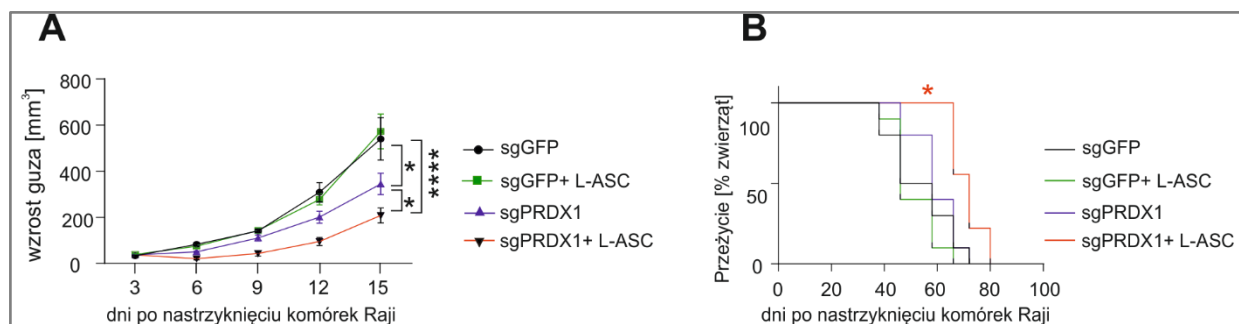 A
wzrost guza [mm³]
800
600
400
200
0
3 6 9 12 15
dni po nastrzyknięciu komórek Raji
*
*
****
sgGFP
sgGFP+ L-ASC
sgPRDX1
sgPRDX1+ L-ASC
B
Przeżycie [% zwierząt]
100
50
0
0 20 40 60 80 100
dni po nastrzyknięciu komórek Raji
*
sgGFP
sgGFP+ L-ASC
sgPRDX1
sgPRDX1+ L-ASC